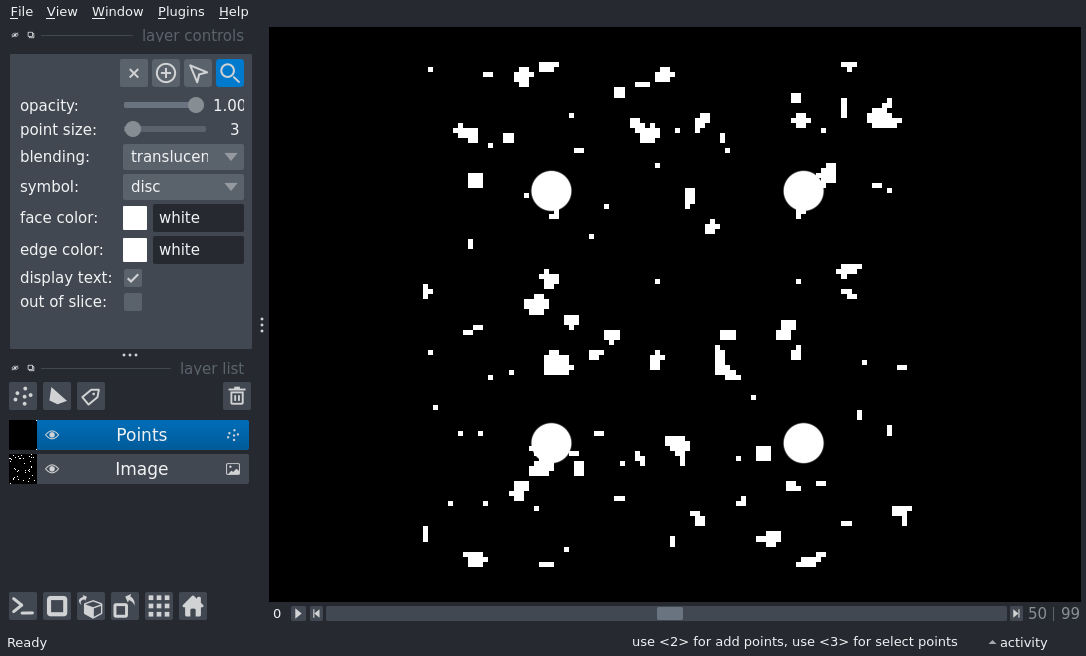 File View Window Plugins Help
layer controls
opacity: 1.00
point size: 3
blending: translucen
symbol: disc
face color: white
edge color: white
display text:
out of slice:
layer list
Points
Image
0 50 | 99
Ready use <2> for add points, use <3> for select points activity